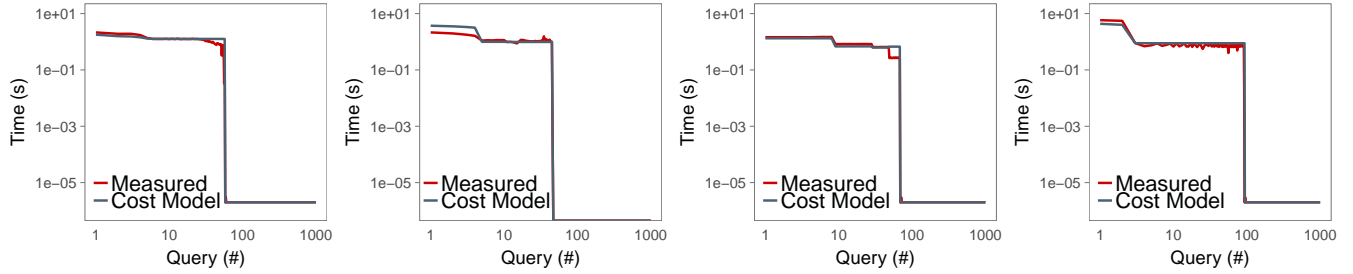 Time (s)
1e+01
1e−01
1e−03
1e−05
Measured
Cost Model
1 10 100 1000
Query (#)
Time (s)
1e+01
1e−01
1e−03
1e−05
Measured
Cost Model
1 10 100 1000
Query (#)
Time (s)
1e+01
1e−01
1e−03
1e−05
Measured
Cost Model
1 10 100 1000
Query (#)
Time (s)
1e+01
1e−01
1e−03
1e−05
Measured
Cost Model
1 10 100 1000
Query (#)